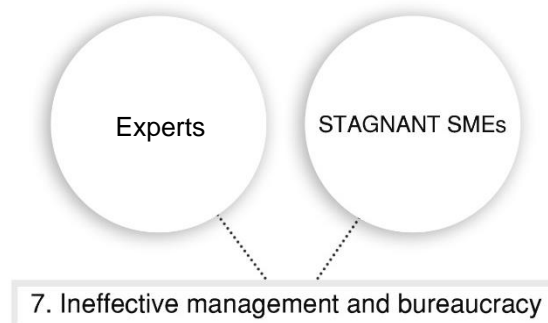 Experts
STAGNANT SMEs
7. Ineffective management and bureaucracy